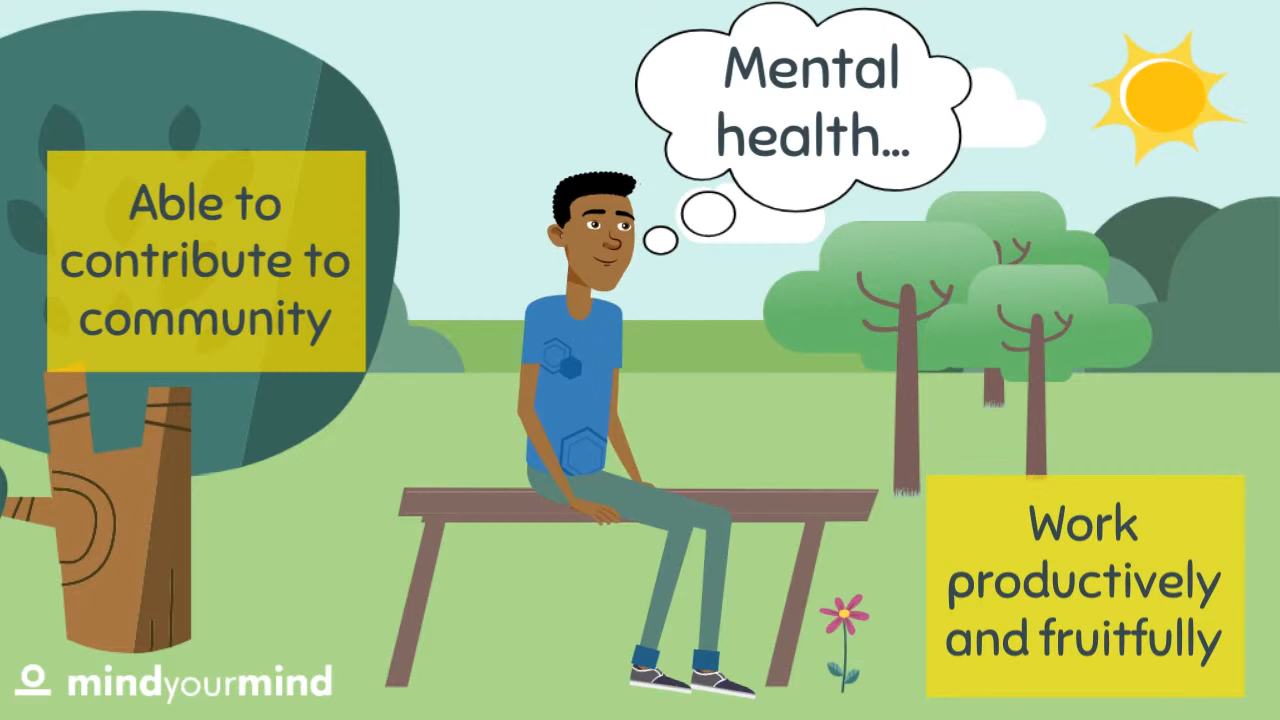 Mental
health...
Able to
contribute to
community
Work
productively
and fruitfully
mindyourmind